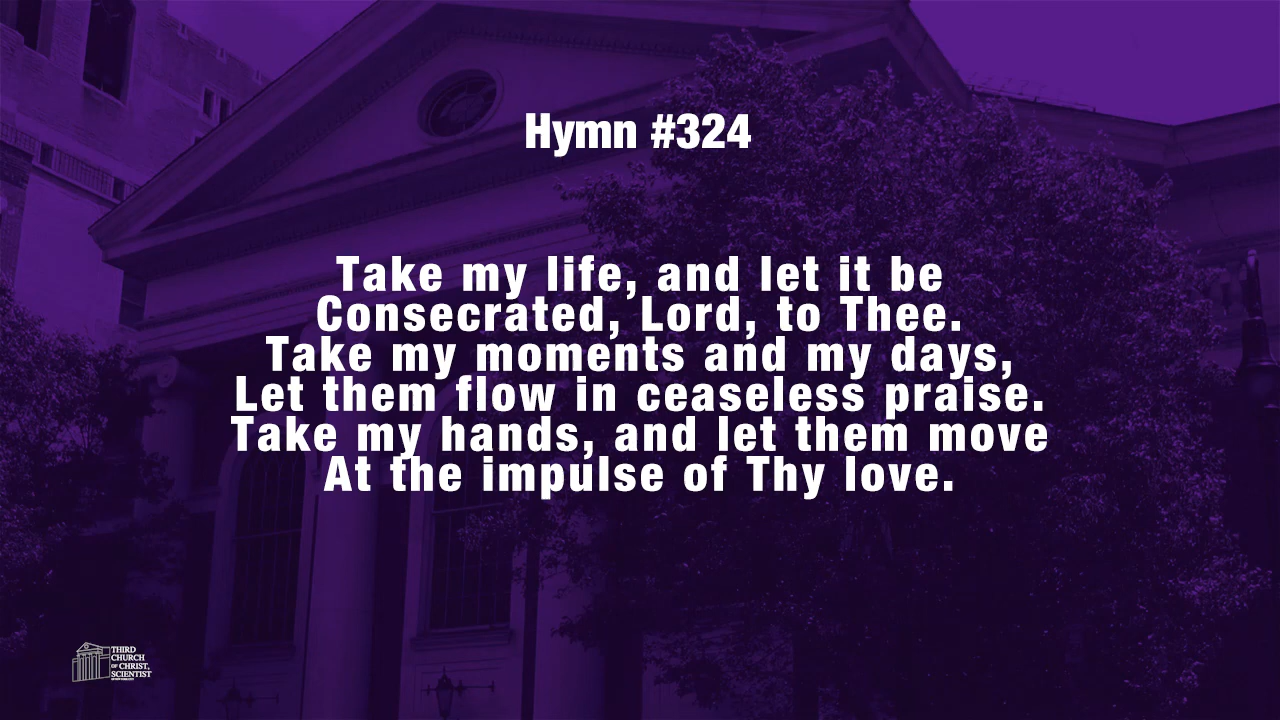 Hymn #324
Take my life, and let it be
Consecrated, Lord, to Thee.
Take my moments and my days,
Let them flow in ceaseless praise.
Take my hands, and let them move
At the impulse of Thy love.
THIRD
CHURCH
OF CHRIST,
SCIENTIST